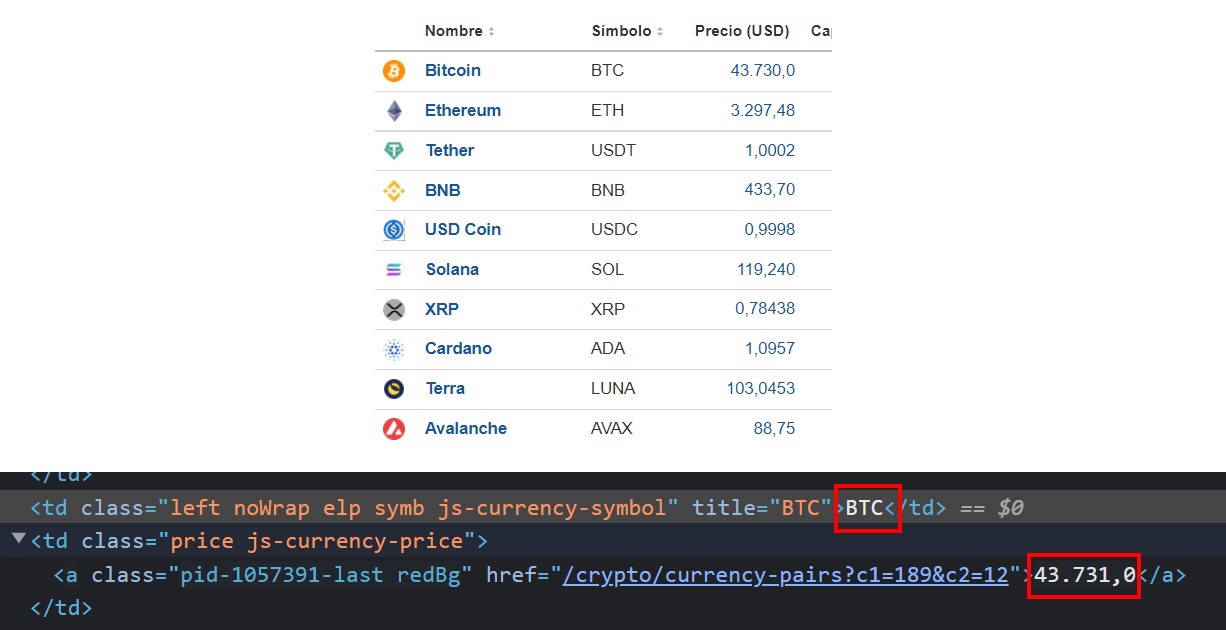 Nombre Símbolo Precio (USD) Ca
Bitcoin BTC 43.730,0
Ethereum ETH 3.297,48
Tether USDT 1,0002
BNB BNB 433,70
USD Coin USDC 0,9998
Solana SOL 119,240
XRP XRP 0,78438
Cardano ADA 1,0957
Terra LUNA 103,0453
Avalanche AVAX 88,75
</td>
<td class="left noWrap elp symb js-currency-symbol" title="BTC">BTC</td> == $0
<td class="price js-currency-price">
<a class="pid-1057391-last redBg" href="/crypto/currency-pairs?c1=189&c2=12">43.731,0</a>
</td>